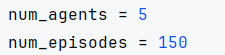 num_agents = 5
num_episodes = 150